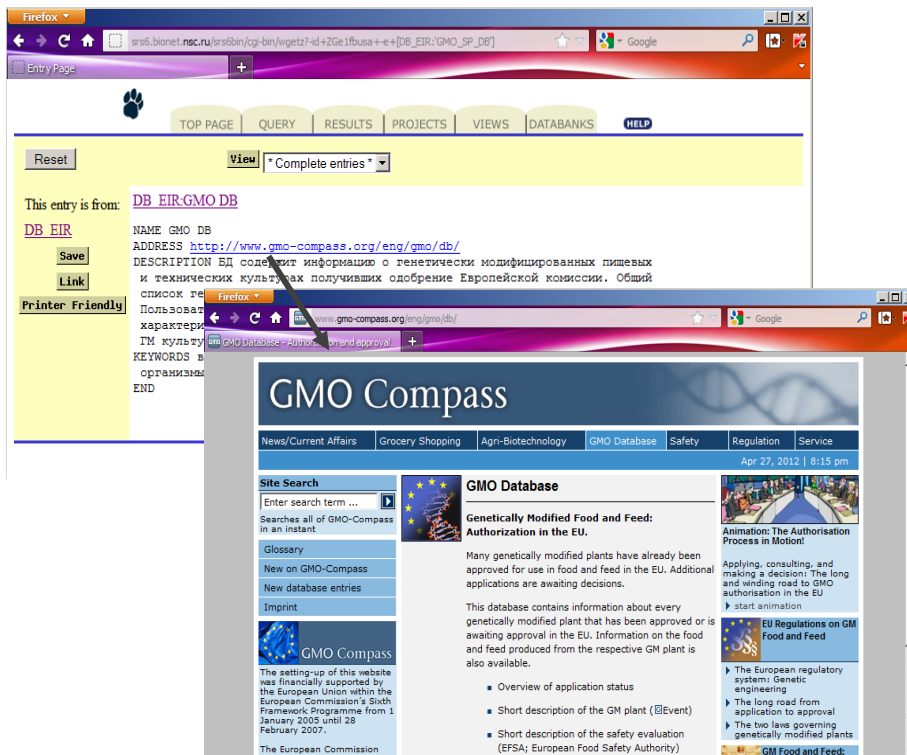 Firefox
srs6.bionet.nsc.ru/srs6bin/cgi-bin/wgetz?-id+ZGe1fbusa+-e+[DB_EIR:'GMO_SP_DB']
Google
Entry Page
TOP PAGE QUERY RESULTS PROJECTS VIEWS DATABANKS HELP
Reset View * Complete entries *
This entry is from: DB_EIR:GMO DB
DB_EIR
Save
Link
Printer Friendly
NAME GMO DB
ADDRESS http://www.gmo-compass.org/eng/gmo/db/
DESCRIPTION БД содержит информацию о генетически модифицированных пищевых
и технических культурах получивших одобрение Европейской комиссии. Общий
список
Пользоват
характери
ГМ культу
KEYWORDS
организмы
END
Firefox
www.gmo-compass.org/eng/gmo/db/
Google
GMO Database - Authorization and approval.
GMO Compass
News/Current Affairs Grocery Shopping Agri-Biotechnology GMO Database Safety Regulation Service
Apr 27, 2012 | 8:15 pm
Site Search
Enter search term ...
Searches all of GMO-Compass
in an instant
Glossary
New on GMO-Compass
New database entries
Imprint
GMO Compass
The setting-up of this website
was financially supported by
the European Union within the
European Commission's Sixth
Framework Programme from 1
January 2005 until 28
February 2007.
The European Commission
GMO Database
Genetically Modified Food and Feed:
Authorization in the EU.
Many genetically modified plants have already been
approved for use in food and feed in the EU. Additional
applications are awaiting decisions.
This database contains information about every
genetically modified plant that has been approved or is
awaiting approval in the EU. Information on the food
and feed produced from the respective GM plant is
also available.
Overview of application status
Short description of the GM plant (Event)
Short description of the safety evaluation
(EFSA; European Food Safety Authority)
Animation: The Authorisation
Process in Motion!
Applying, consulting, and
making a decision: The long
and winding road to GMO
authorisation in the EU
start animation
EU Regulations on GM
Food and Feed
The European regulatory
system: Genetic
engineering
The long road from
application to approval
The two laws governing
genetically modified plants
GM Food and Feed: